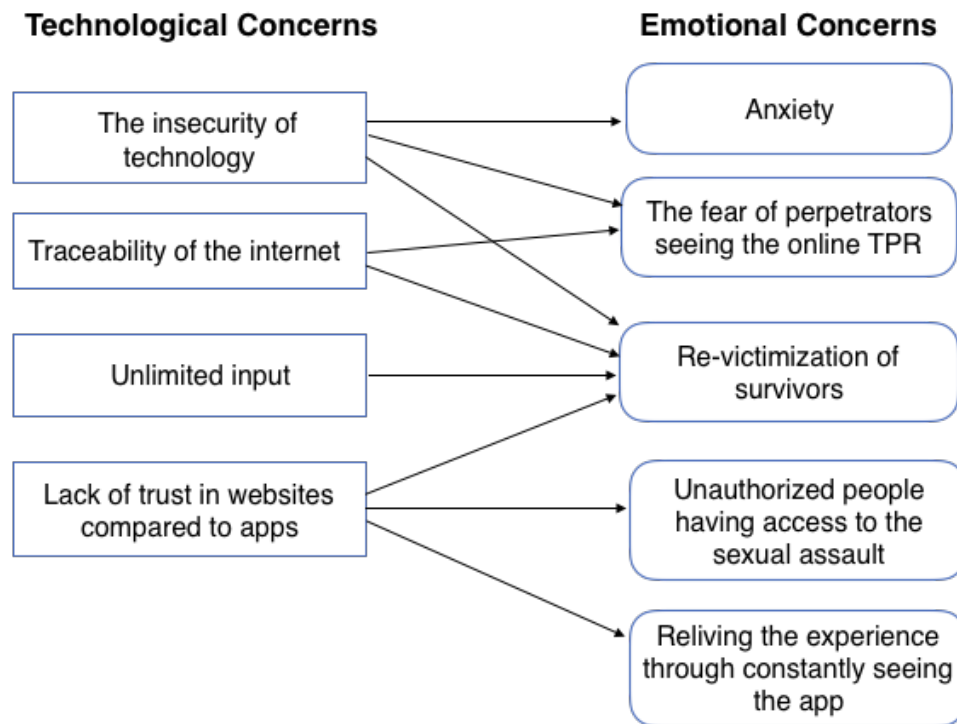 Technological Concerns
Emotional Concerns
The insecurity of
technology
Anxiety
Traceability of the internet
The fear of perpetrators
seeing the online TPR
Unlimited input
Re-victimization of
survivors
Lack of trust in websites
compared to apps
Unauthorized people
having access to the
sexual assault
Reliving the experience
through constantly seeing
the app